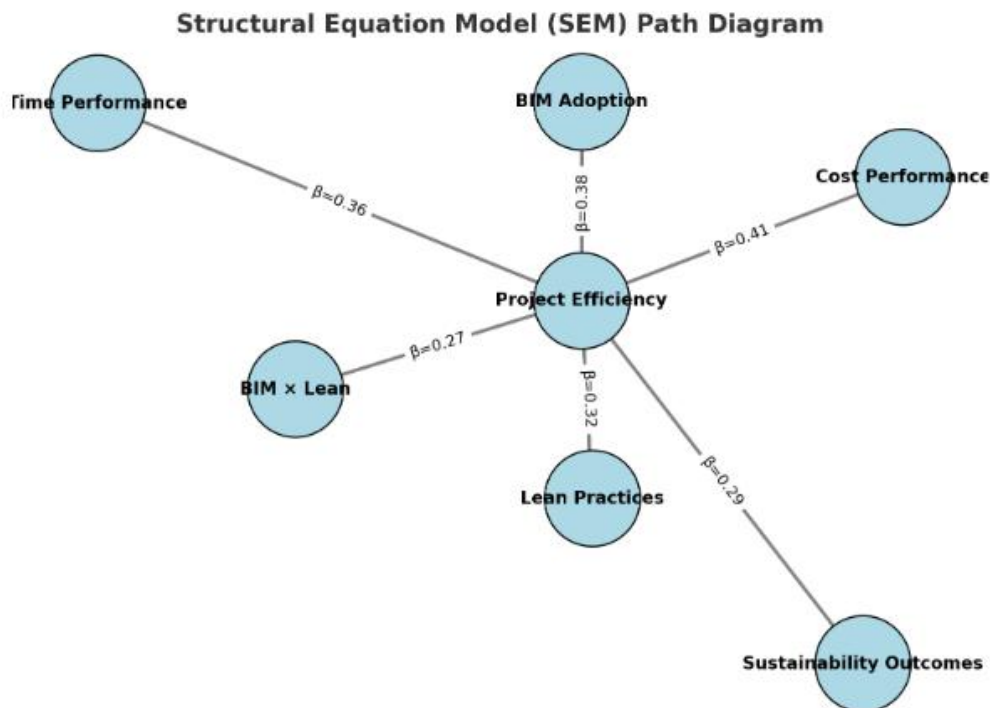 Structural Equation Model (SEM) Path Diagram
Time Performance
BIM Adoption
Cost Performance
β=0.36
β=0.38
β=0.41
Project Efficiency
β=0.27
BIM × Lean
β=0.32
Lean Practices
β=0.29
Sustainability Outcomes